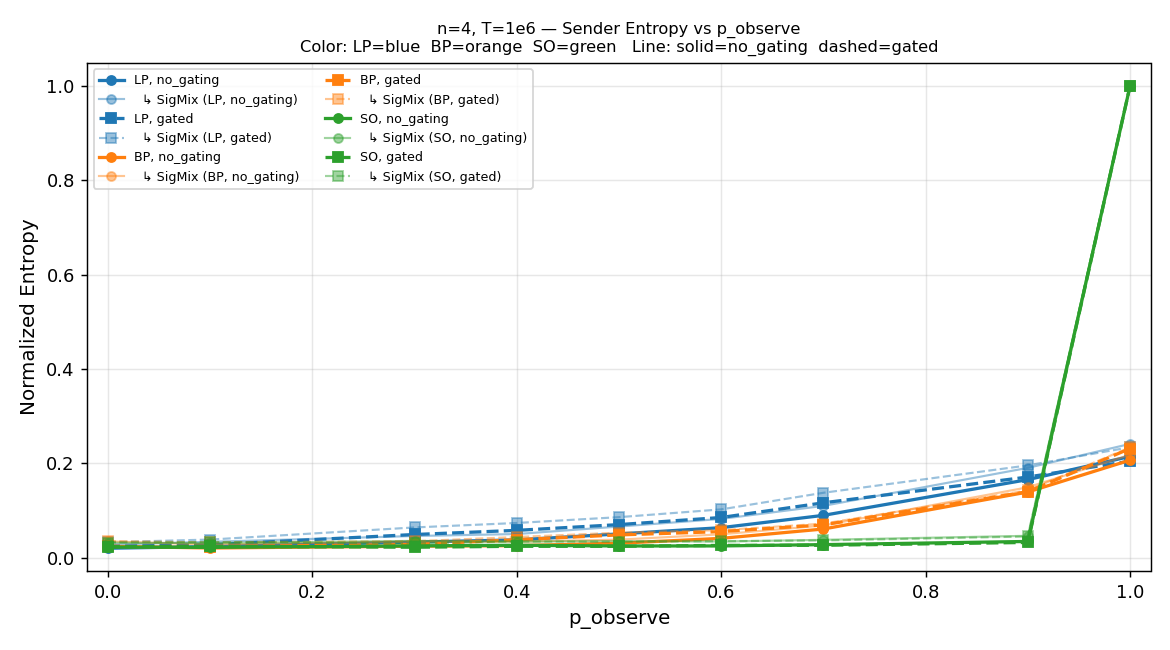 n=4, T=1e6 — Sender Entropy vs p_observe
Color: LP=blue  BP=orange  SO=green   Line: solid=no_gating  dashed=gated
LP, no_gating
↳ SigMix (LP, no_gating)
LP, gated
↳ SigMix (LP, gated)
BP, no_gating
↳ SigMix (BP, no_gating)
BP, gated
↳ SigMix (BP, gated)
SO, no_gating
↳ SigMix (SO, no_gating)
SO, gated
↳ SigMix (SO, gated)
Normalized Entropy
1.0
0.8
0.6
0.4
0.2
0.0
0.0 0.2 0.4 0.6 0.8 1.0
p_observe